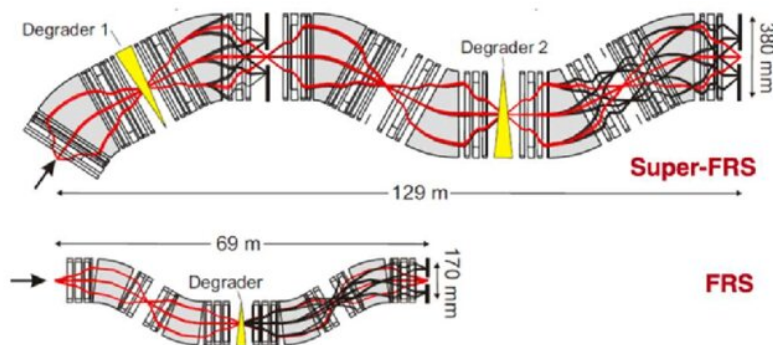 Degrader 1
Degrader 2
380 mm
Super-FRS
129 m
69 m
Degrader
170 mm
FRS